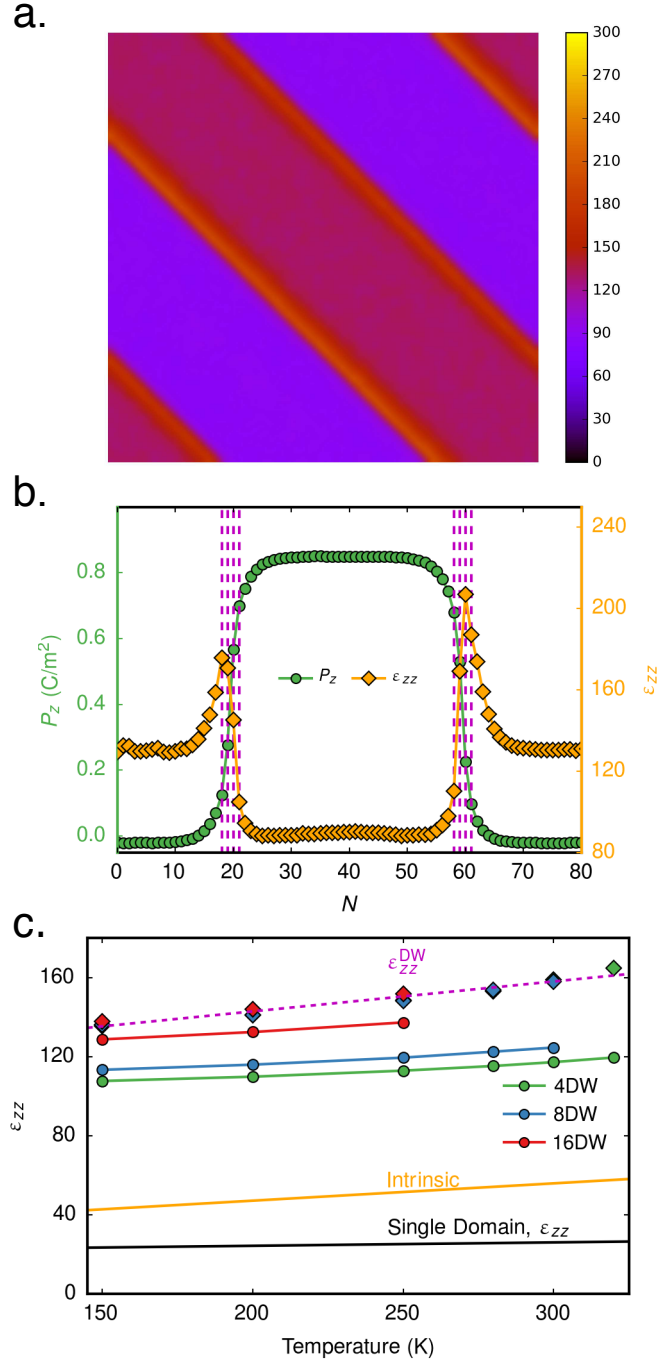 a.
300
270
240
210
180
150
120
90
60
30
0
b.
0.8
0.6
0.4
0.2
0.0
P_z (C/m²)
P_z
ε_zz
240
200
160
120
80
ε_zz
0 10 20 30 40 50 60 70 80
N
c.
160
120
80
40
0
ε_zz
ε_zz^DW
4DW
8DW
16DW
Intrinsic
Single Domain, ε_zz
150 200 250 300
Temperature (K)